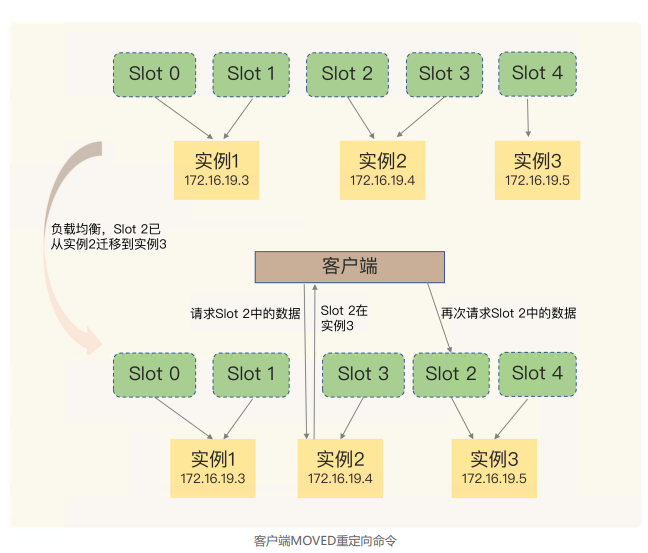 Slot 0
Slot 1
Slot 2
Slot 3
Slot 4
实例1
172.16.19.3
实例2
172.16.19.4
实例3
172.16.19.5
负载均衡，Slot 2已
从实例2迁移到实例3
客户端
请求Slot 2中的数据
Slot 2在
实例3
再次请求Slot 2中的数据
Slot 0
Slot 1
Slot 3
Slot 2
Slot 4
实例1
172.16.19.3
实例2
172.16.19.4
实例3
172.16.19.5
客户端MOVED重定向命令